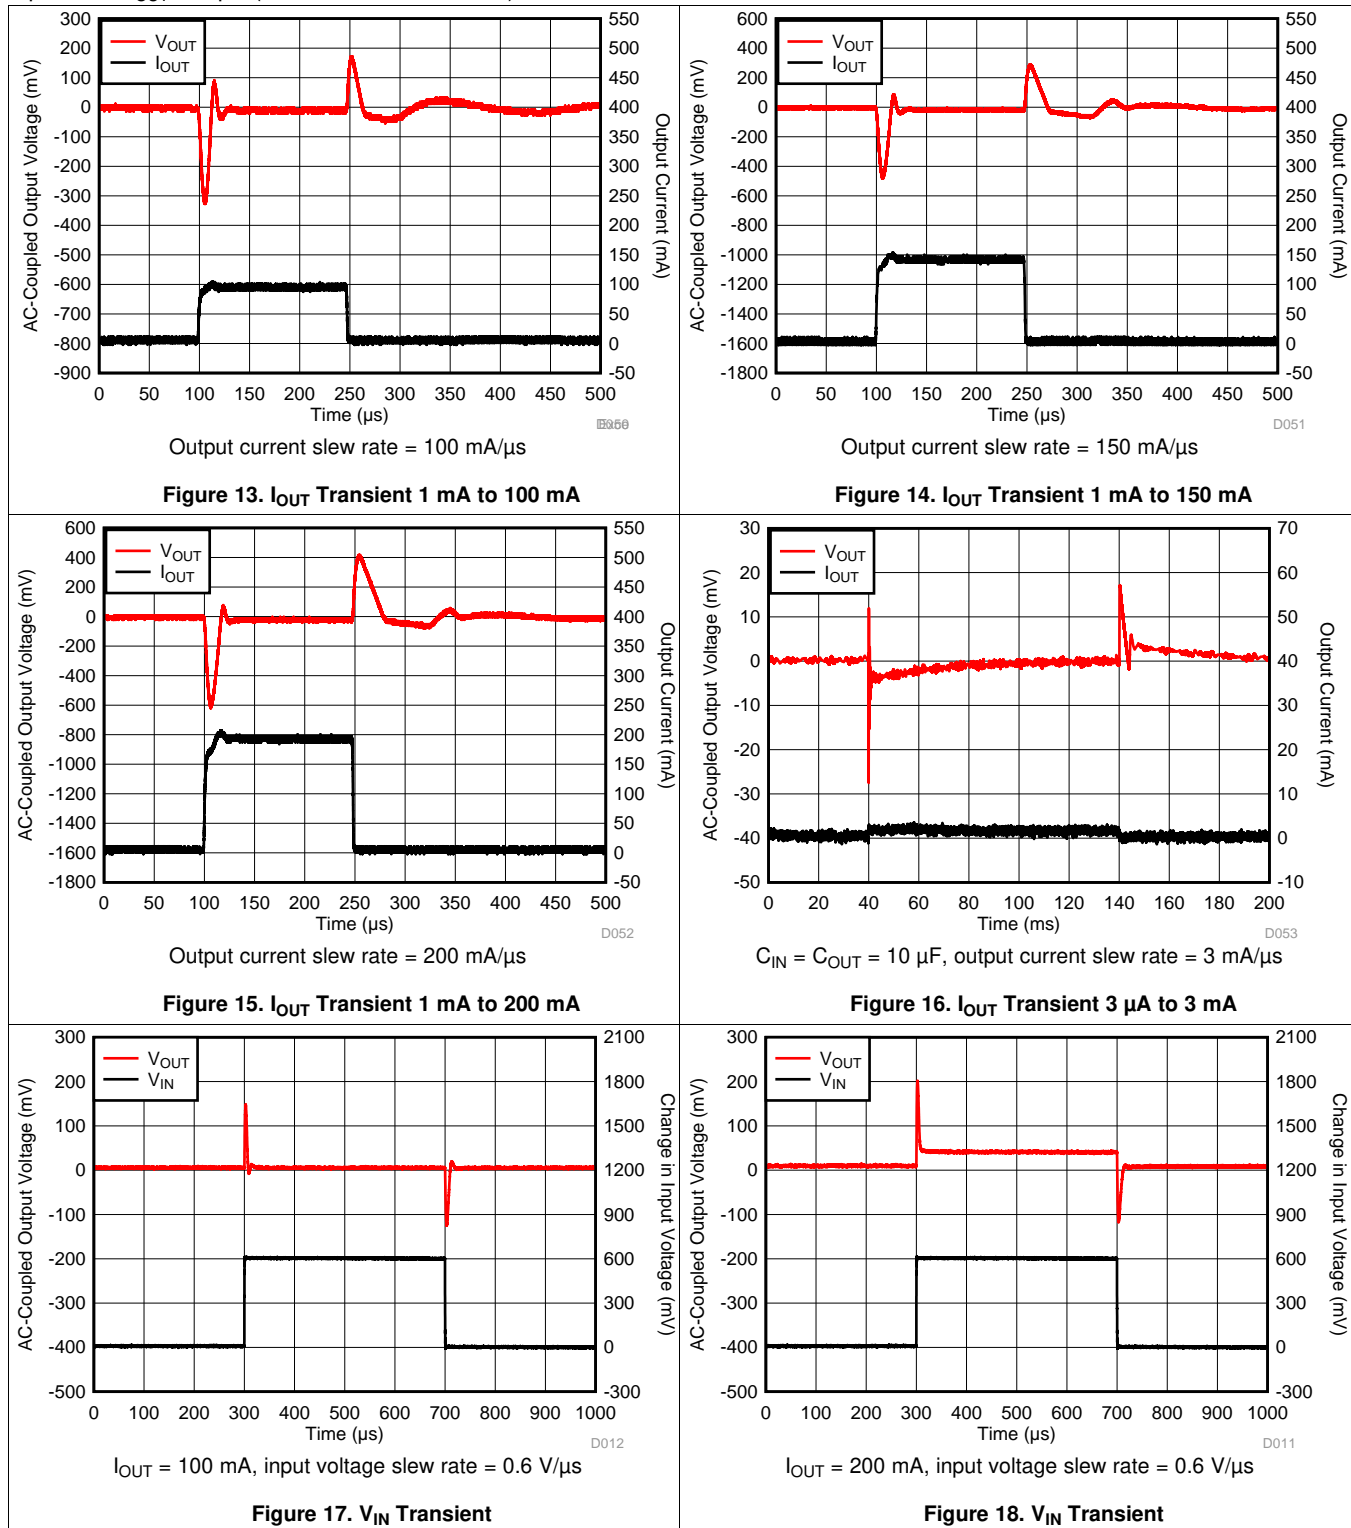 300
200
100
0
-100
-200
-300
-400
-500
-600
-700
-800
-900
550
500
450
400
350
300
250
200
150
100
50
0
-50
AC-Coupled Output Voltage (mV)
Output Current (mA)
VOUT
IOUT
0 50 100 150 200 250 300 350 400 450 500
Time (µs)
Output current slew rate = 100 mA/µs
Figure 13. IOUT Transient 1 mA to 100 mA
600
400
200
0
-200
-400
-600
-800
-1000
-1200
-1400
-1600
-1800
550
500
450
400
350
300
250
200
150
100
50
0
-50
AC-Coupled Output Voltage (mV)
Output Current (mA)
VOUT
IOUT
0 50 100 150 200 250 300 350 400 450 500
Time (µs)
D051
Output current slew rate = 150 mA/µs
Figure 14. IOUT Transient 1 mA to 150 mA
600
400
200
0
-200
-400
-600
-800
-1000
-1200
-1400
-1600
-1800
550
500
450
400
350
300
250
200
150
100
50
0
-50
AC-Coupled Output Voltage (mV)
Output Current (mA)
VOUT
IOUT
0 50 100 150 200 250 300 350 400 450 500
Time (µs)
D052
Output current slew rate = 200 mA/µs
Figure 15. IOUT Transient 1 mA to 200 mA
30
20
10
0
-10
-20
-30
-40
-50
70
60
50
40
30
20
10
0
-10
AC-Coupled Output Voltage (mV)
Output Current (mA)
VOUT
IOUT
0 20 40 60 80 100 120 140 160 180 200
Time (ms)
D053
CIN = COUT = 10 µF, output current slew rate = 3 mA/µs
Figure 16. IOUT Transient 3 µA to 3 mA
300
200
100
0
-100
-200
-300
-400
-500
2100
1800
1500
1200
900
600
300
0
-300
AC-Coupled Output Voltage (mV)
Change in Input Voltage (mV)
VOUT
VIN
0 100 200 300 400 500 600 700 800 900 1000
Time (µs)
D012
IOUT = 100 mA, input voltage slew rate = 0.6 V/µs
Figure 17. VIN Transient
300
200
100
0
-100
-200
-300
-400
-500
2100
1800
1500
1200
900
600
300
0
-300
AC-Coupled Output Voltage (mV)
Change in Input Voltage (mV)
VOUT
VIN
0 100 200 300 400 500 600 700 800 900 1000
Time (µs)
D011
IOUT = 200 mA, input voltage slew rate = 0.6 V/µs
Figure 18. VIN Transient